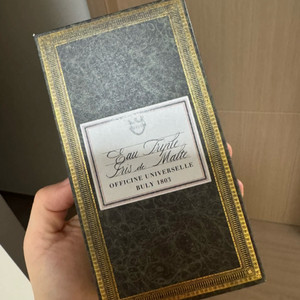 Eau Triple
Iris de Malte
OFFICINE UNIVERSELLE
BULY 1803